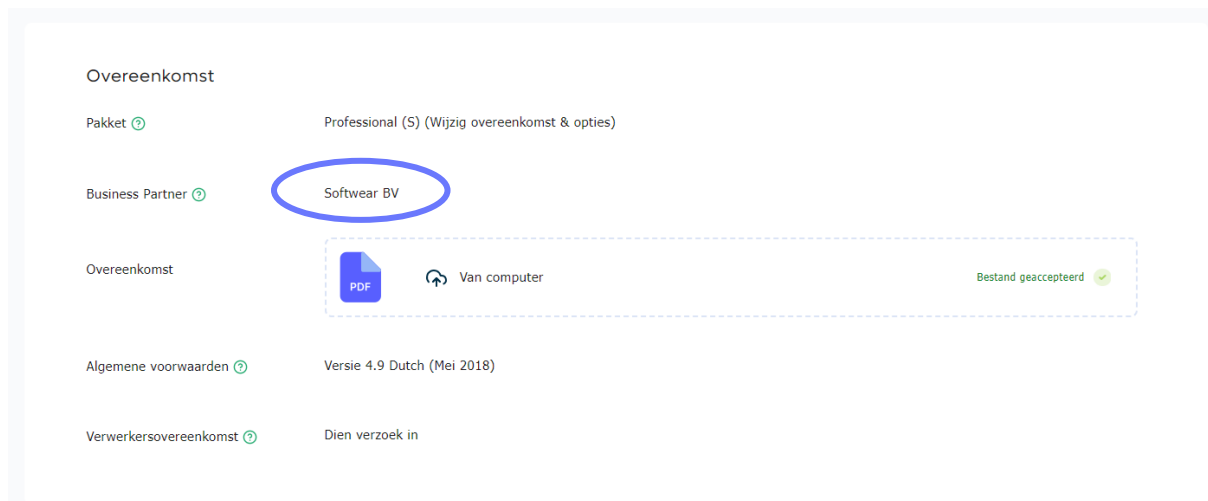 Overeenkomst
Pakket Professional (S) (Wijzig overeenkomst & opties)
Business Partner Softwear BV
Overeenkomst PDF Van computer Bestand geaccepteerd
Algemene voorwaarden Versie 4.9 Dutch (Mei 2018)
Verwerkersovereenkomst Dien verzoek in